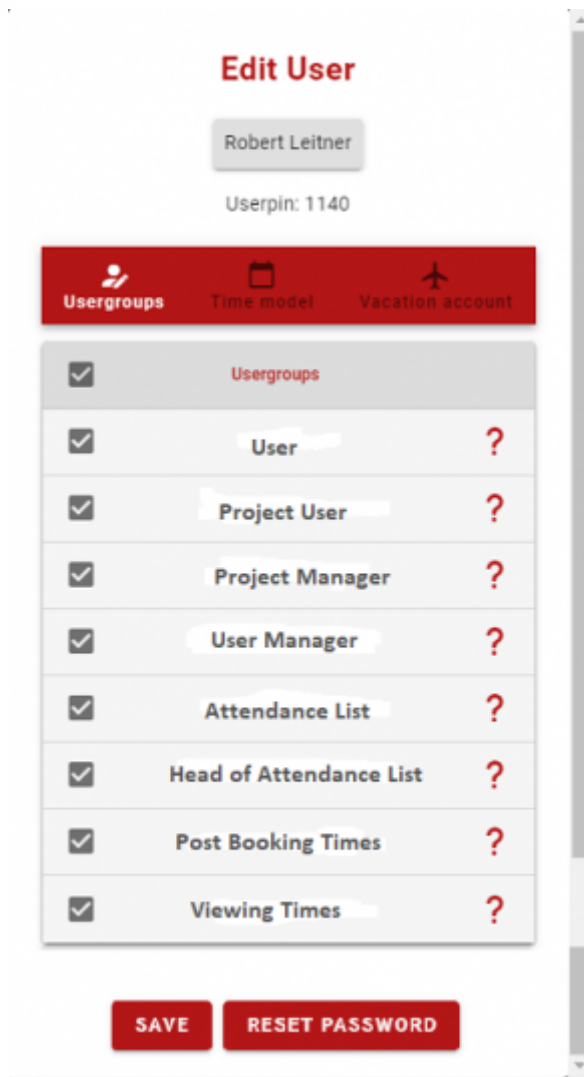 Edit User
Robert Leitner
Userpin: 1140
Usergroups Time model Vacation account
Usergroups
User ?
Project User ?
Project Manager ?
User Manager ?
Attendance List ?
Head of Attendance List ?
Post Booking Times ?
Viewing Times ?
SAVE RESET PASSWORD